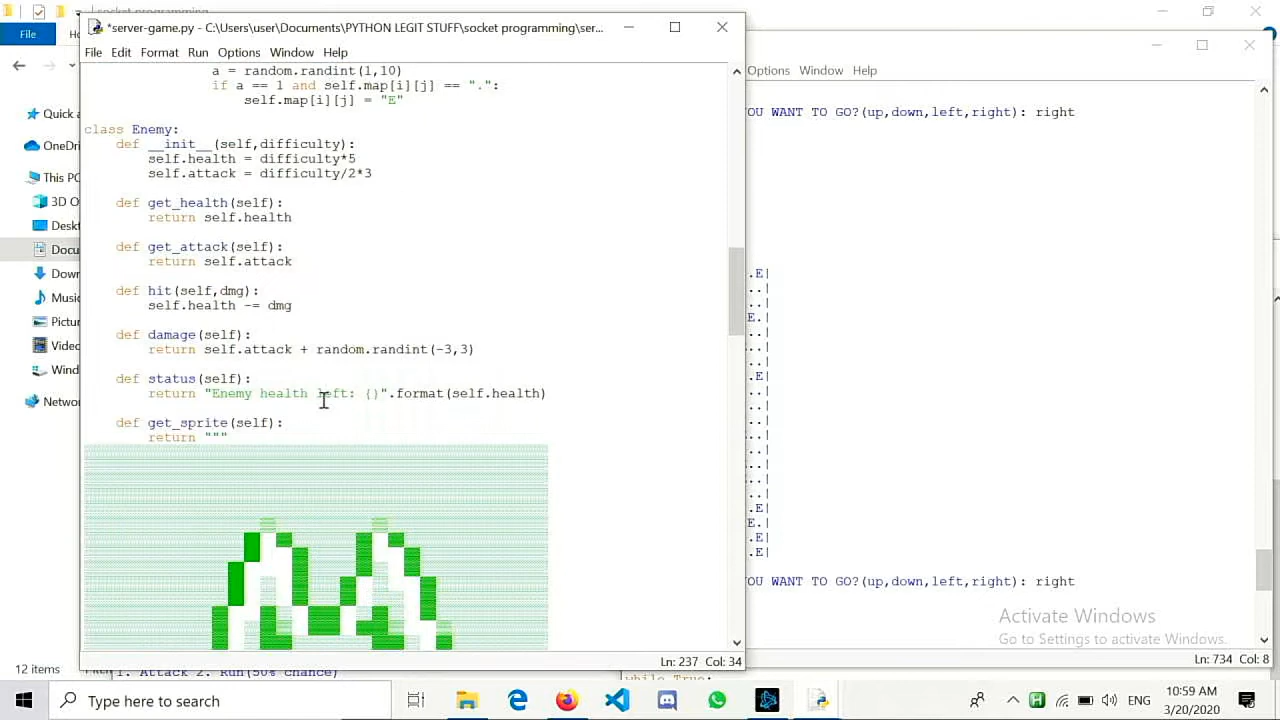 *server-game.py - C:\Users\user\Documents\PYTHON LEGIT STUFF\socket programming\ser...
File
File Edit Format Run Options Window Help
Options Window Help
a = random.randint(1,10)
if a == 1 and self.map[i][j] == ".":
self.map[i][j] = "E"
class Enemy:
def __init__(self,difficulty):
self.health = difficulty*5
self.attack = difficulty/2*3
def get_health(self):
return self.health
def get_attack(self):
return self.attack
def hit(self,dmg):
self.health -= dmg
def damage(self):
return self.attack + random.randint(-3,3)
def status(self):
return "Enemy health left: {}".format(self.health)
def get_sprite(self):
return """
Ln: 237 Col: 34
Quick a
OneDri
This PC
3D O
Deskt
Docu
Down
Music
Pictur
Video
Wind
Networ
12 items
1. Attack 2. Run(50% chance)
OU WANT TO GO?(up,down,left,right): right
.E|
..|
..|
E.|
..|
..|
..|
.E|
..|
..|
..|
..|
..|
..|
..|
.E|
E.|
.E|
.E|
OU WANT TO GO?(up,down,left,right): right
Activate Windows
Go to Settings to activate Windows.
Ln: 734 Col: 8
while True:
Type here to search
ENG
10:59 AM
3/20/2020